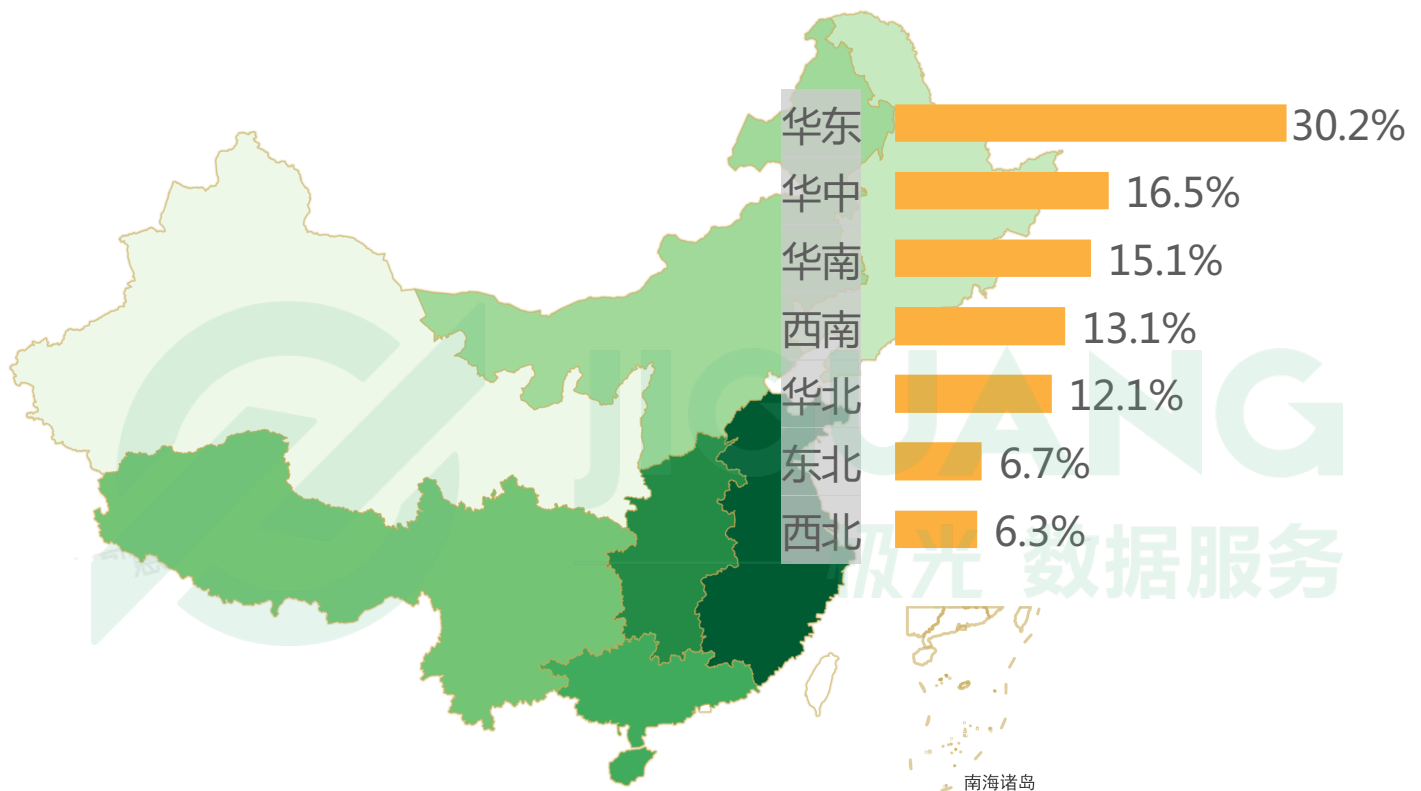 华东 30.2%
华中 16.5%
华南 15.1%
西南 13.1%
华北 12.1%
东北 6.7%
西北 6.3%
JIGUANG
极光 数据服务
南海诸岛